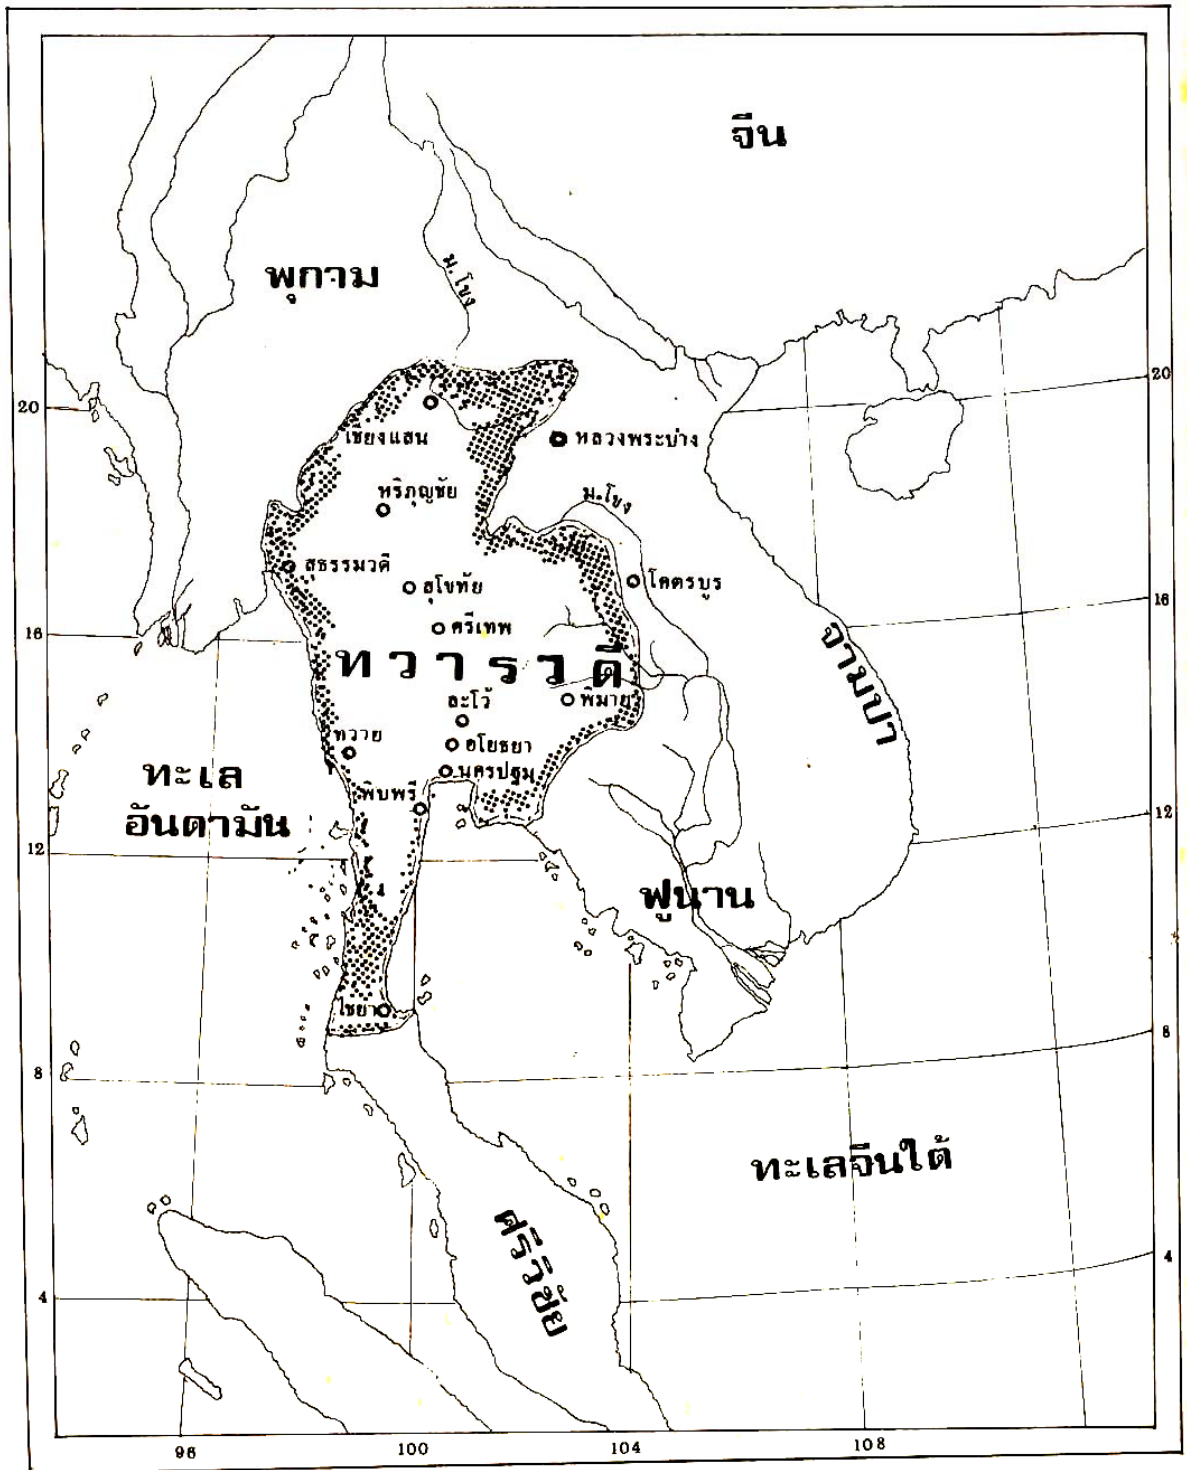 จีน
พุกาม
ม. โขง
20
20
เชียงแสน
หลวงพระบาง
หริภุญชัย
ม.โขง
สธรรมวดี
สุโขทัย
โคตรบูร
16
16
ศรีเทพ
ทวารวดี
จามปา
ละโว้
พิมาย
ทวาย
อโยธยา
นครปฐม
ทะเล
อันดามัน
พิบพรี
12
12
ฟูนาน
ไชยา
8
8
ทะเลจีนใต้
ศรีวิชัย
4
4
96
100
104
108